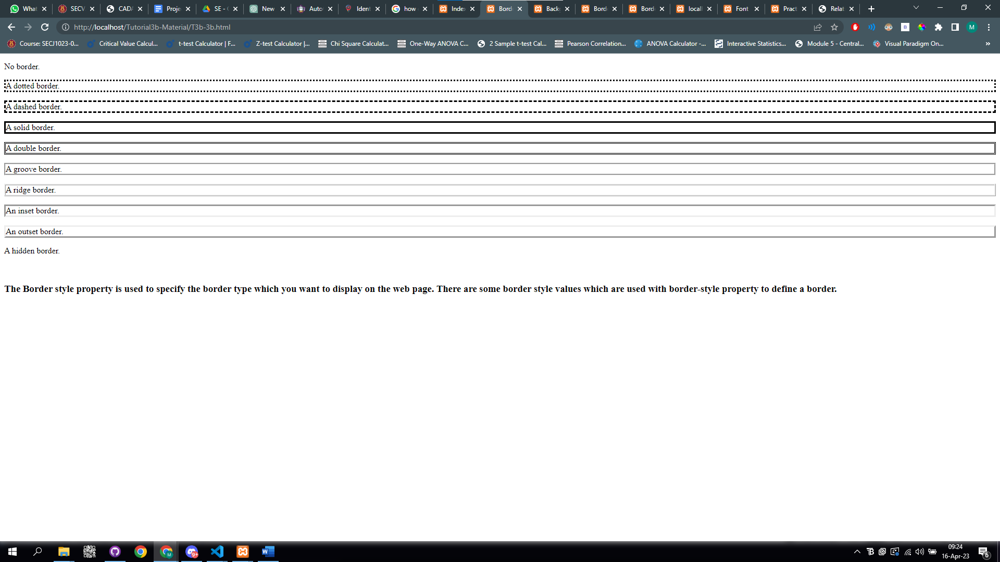 What
SECV
CADA
Proje
SE - 
New
Auto
Ident
how
Index
Bord
Back
Bord
Bord
locall
Font
Pract
Relat
http://localhost/Tutorial3b-Material/T3b-3b.html
B
M
Course: SECJ1023-0...
Critical Value Calcul...
t-test Calculator | F...
Z-test Calculator |...
Chi Square Calculat...
One-Way ANOVA C...
2 Sample t-test Cal...
Pearson Correlation...
ANOVA Calculator -...
Interactive Statistics...
Module 5 - Central...
Visual Paradigm On...
»
No border.
A dotted border.
A dashed border.
A solid border.
A double border.
A groove border.
A ridge border.
An inset border.
An outset border.
A hidden border.
The Border style property is used to specify the border type which you want to display on the web page. There are some border style values which are used with border-style property to define a border.
M
9+
W
09:24
16-Apr-23
6